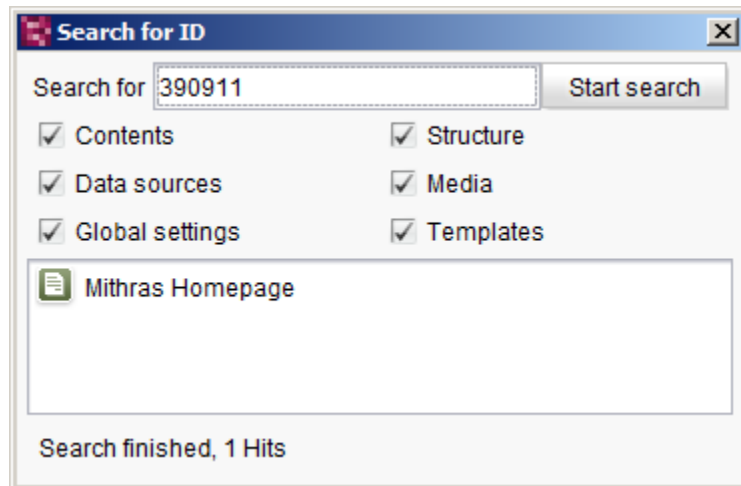 Search for ID
Search for 390911 Start search
Contents Structure
Data sources Media
Global settings Templates
Mithras Homepage
Search finished, 1 Hits